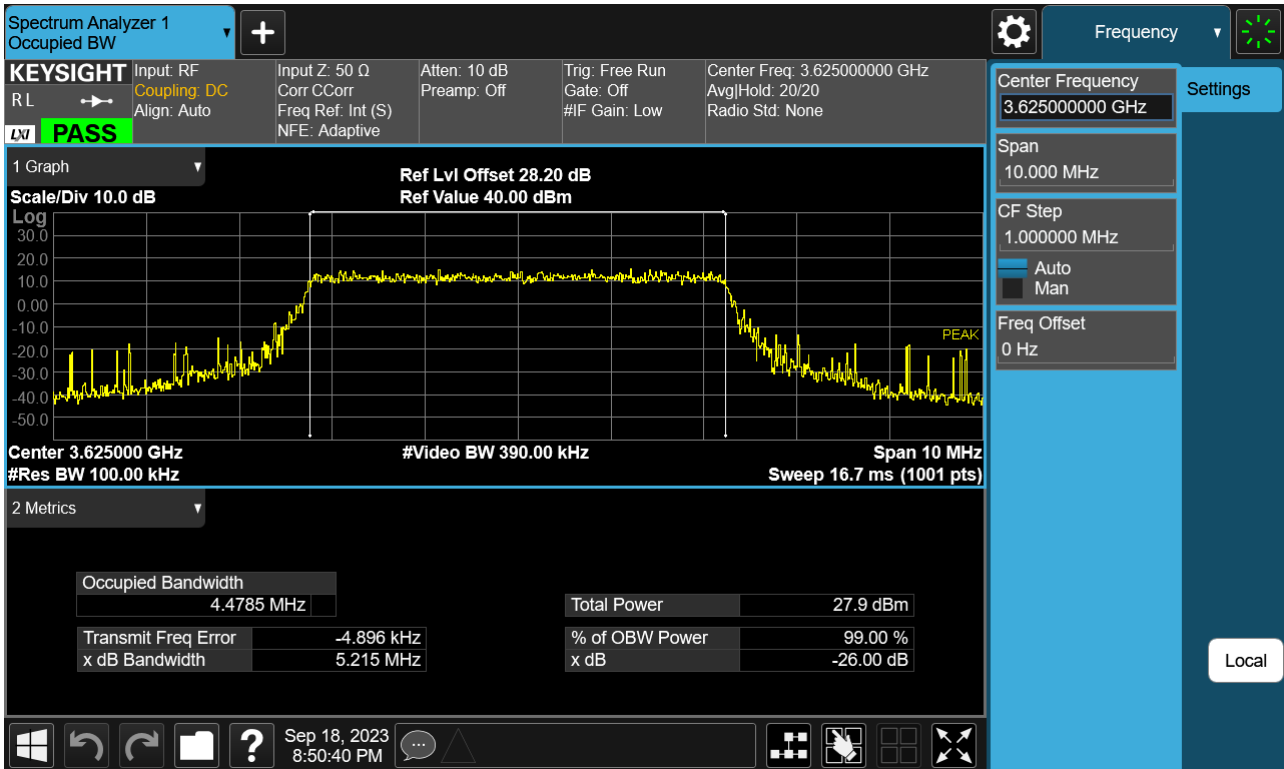 Spectrum Analyzer 1
Occupied BW
+
Frequency
KEYSIGHT
RL
LXI
PASS
Input: RF
Coupling: DC
Align: Auto
Input Z: 50 Ω
Corr CCorr
Freq Ref: Int (S)
NFE: Adaptive
Atten: 10 dB
Preamp: Off
Trig: Free Run
Gate: Off
#IF Gain: Low
Center Freq: 3.625000000 GHz
Avg|Hold: 20/20
Radio Std: None
Center Frequency
3.625000000 GHz
Settings
Span
10.000 MHz
CF Step
1.000000 MHz
Auto
Man
Freq Offset
0 Hz
1 Graph
Scale/Div 10.0 dB
Ref Lvl Offset 28.20 dB
Ref Value 40.00 dBm
Log
30.0
20.0
10.0
0.00
-10.0
-20.0
-30.0
-40.0
-50.0
PEAK
Center 3.625000 GHz
#Video BW 390.00 kHz
Span 10 MHz
#Res BW 100.00 kHz
Sweep 16.7 ms (1001 pts)
2 Metrics
Occupied Bandwidth
4.4785 MHz
Total Power 27.9 dBm
Transmit Freq Error -4.896 kHz
% of OBW Power 99.00 %
x dB Bandwidth 5.215 MHz
x dB -26.00 dB
Local
?
Sep 18, 2023
8:50:40 PM